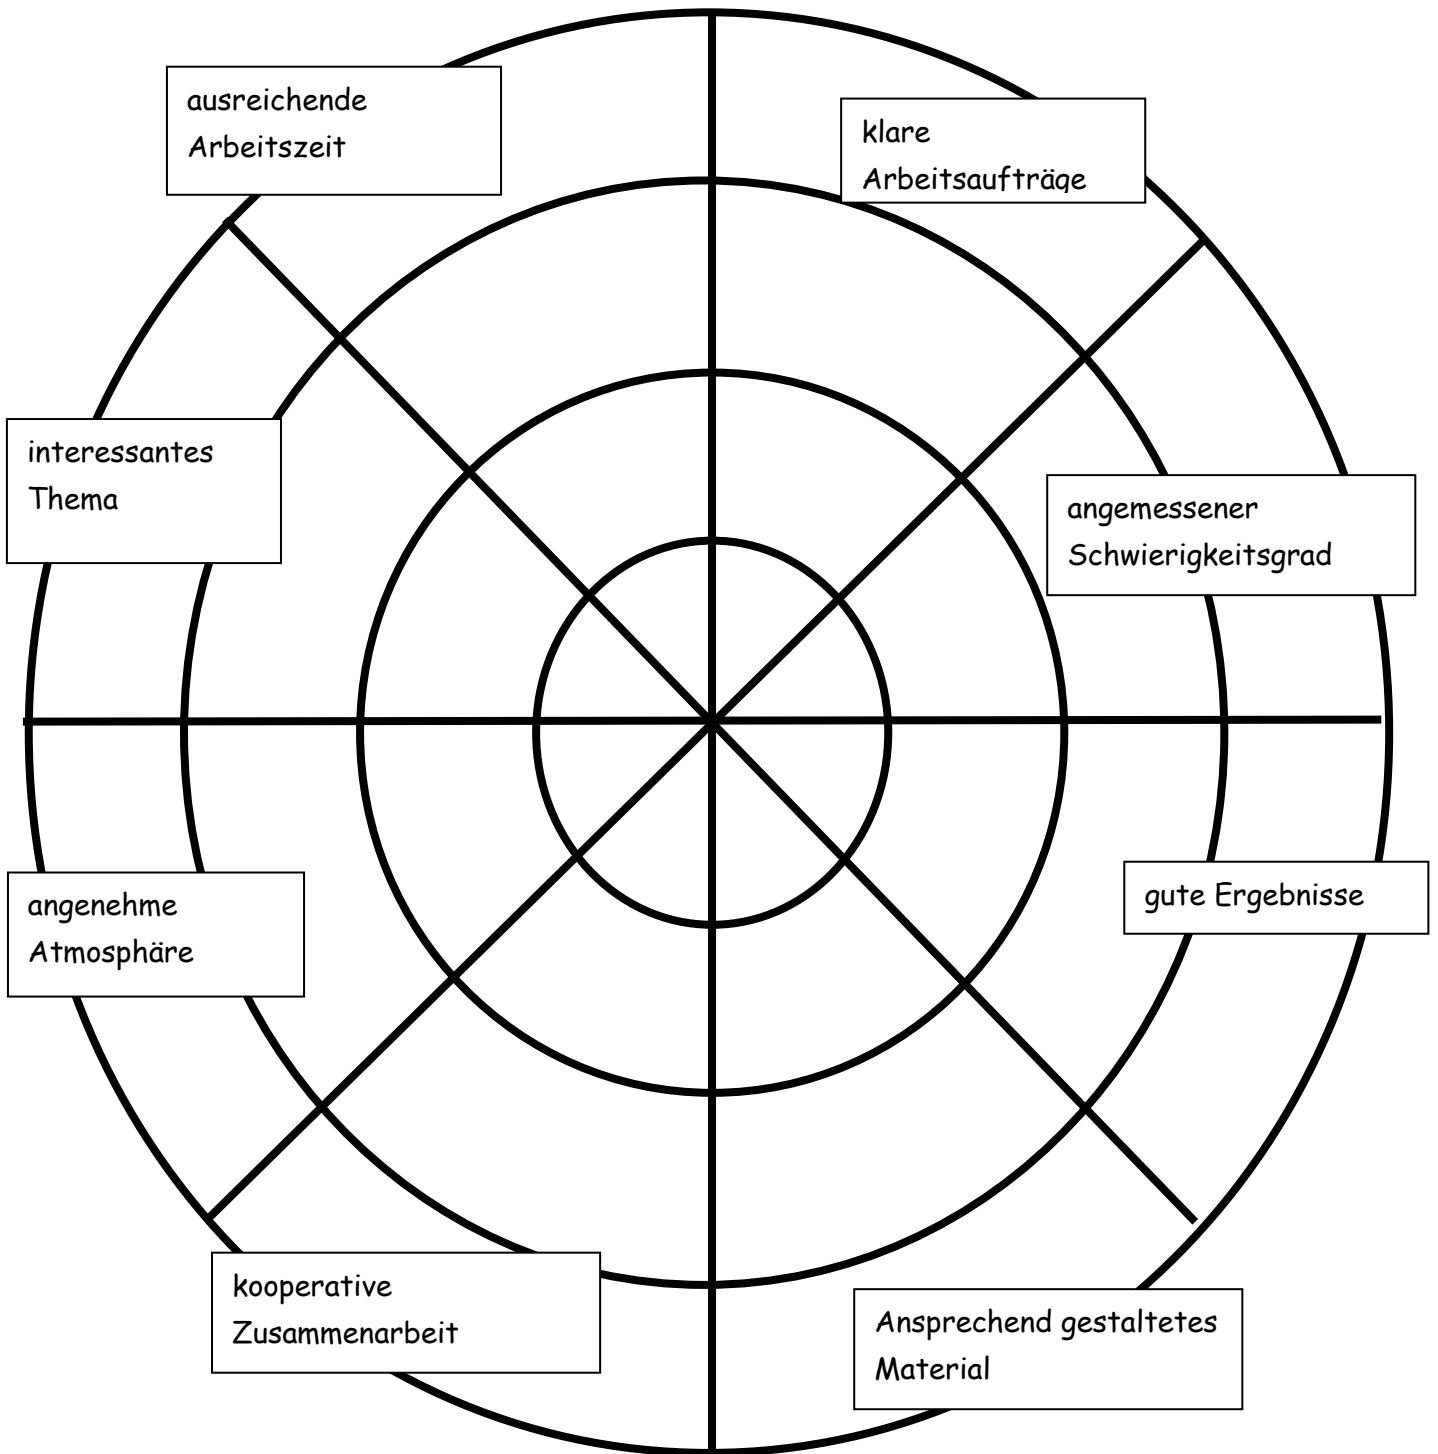 ausreichende
Arbeitszeit
klare
Arbeitsaufträge
interessantes
Thema
angemessener
Schwierigkeitsgrad
angenehme
Atmosphäre
gute Ergebnisse
kooperative
Zusammenarbeit
Ansprechend gestaltetes
Material